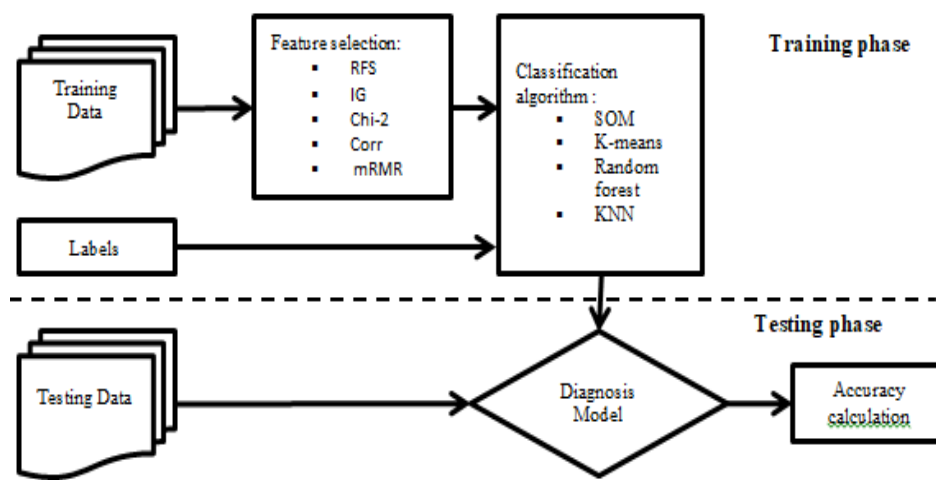 Training phase
Training
Data
Feature selection:
▪ RFS
▪ IG
▪ Chi-2
▪ Corr
▪ mRMR
Classification
algorithm :
▪ SOM
▪ K-means
▪ Random
forest
▪ KNN
Labels
Testing phase
Testing Data
Diagnosis
Model
Accuracy
calculation